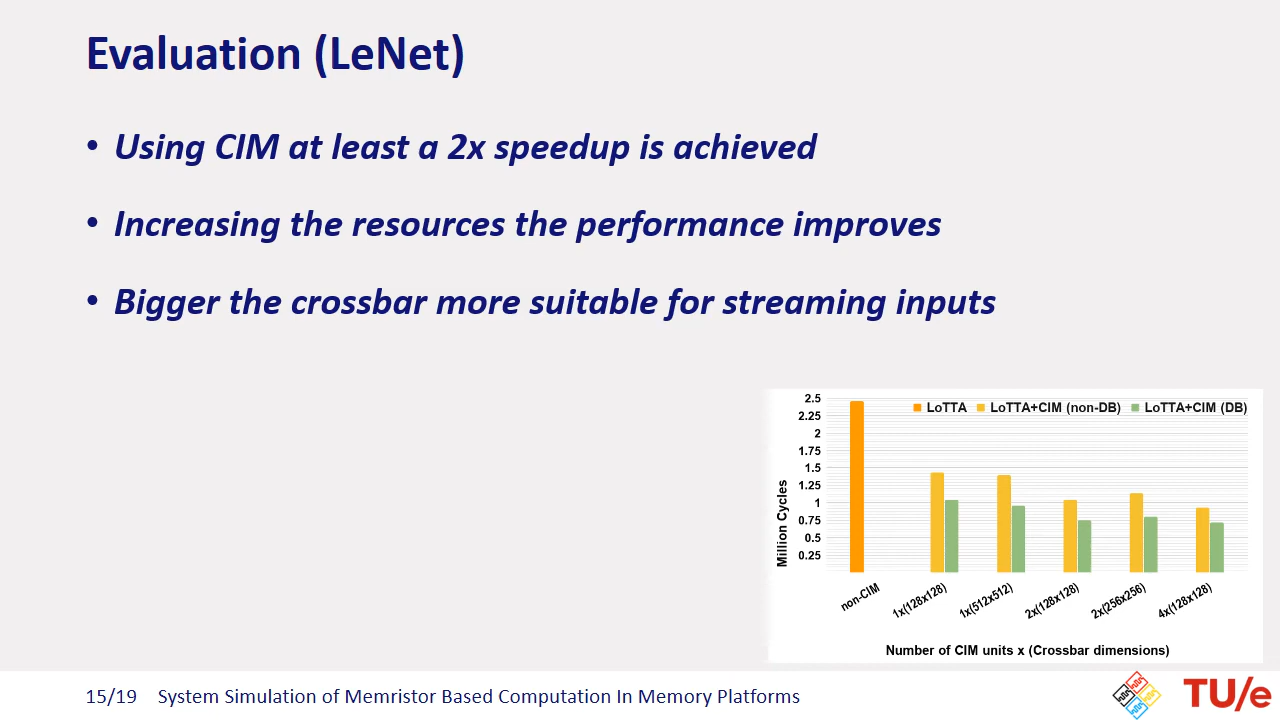 Evaluation (LeNet)
• Using CIM at least a 2x speedup is achieved
• Increasing the resources the performance improves
• Bigger the crossbar more suitable for streaming inputs
LoTTA LoTTA+CIM (non-DB) LoTTA+CIM (DB)
2.5
2.25
2
1.75
1.5
1.25
1
0.75
0.5
0.25
Million Cycles
non-CIM 1x(128x128) 1x(512x512) 2x(128x128) 2x(256x256) 4x(128x128)
Number of CIM units x (Crossbar dimensions)
15/19 System Simulation of Memristor Based Computation In Memory Platforms
TU/e